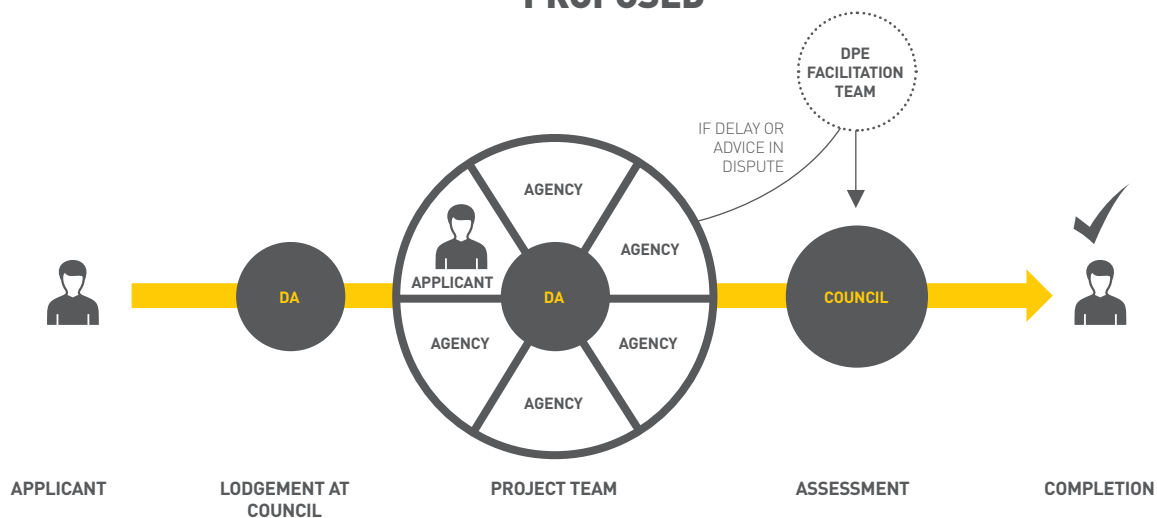 PROPOSED
DPE
FACILITATION
TEAM
IF DELAY OR
ADVICE IN
DISPUTE
AGENCY
AGENCY
APPLICANT
DA
DA
COUNCIL
AGENCY
AGENCY
AGENCY
APPLICANT
LODGEMENT AT
COUNCIL
PROJECT TEAM
ASSESSMENT
COMPLETION